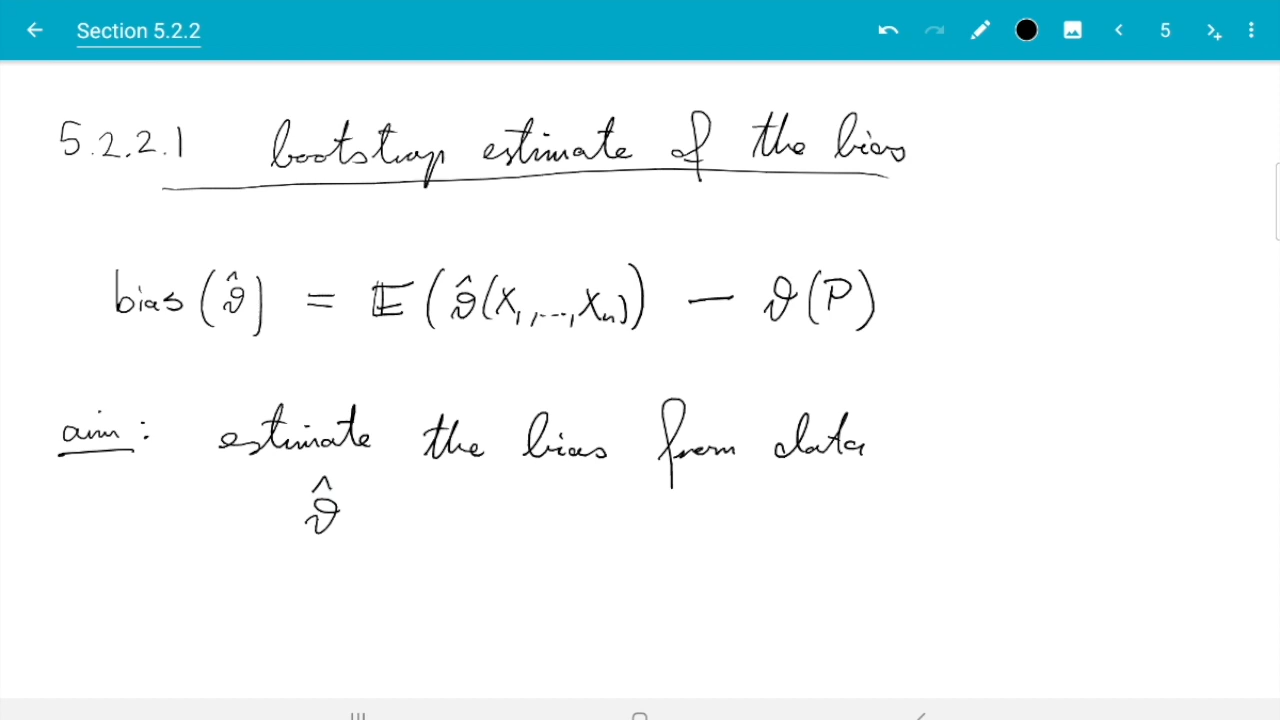 Section 5.2.2
5
5.2.2.1 bootstrap estimate of the bias
bias(ϑ̂) = 𝔼(ϑ̂(X₁,...,Xₙ)) − ϑ(P)
aim: estimate the bias from data
ϑ̂